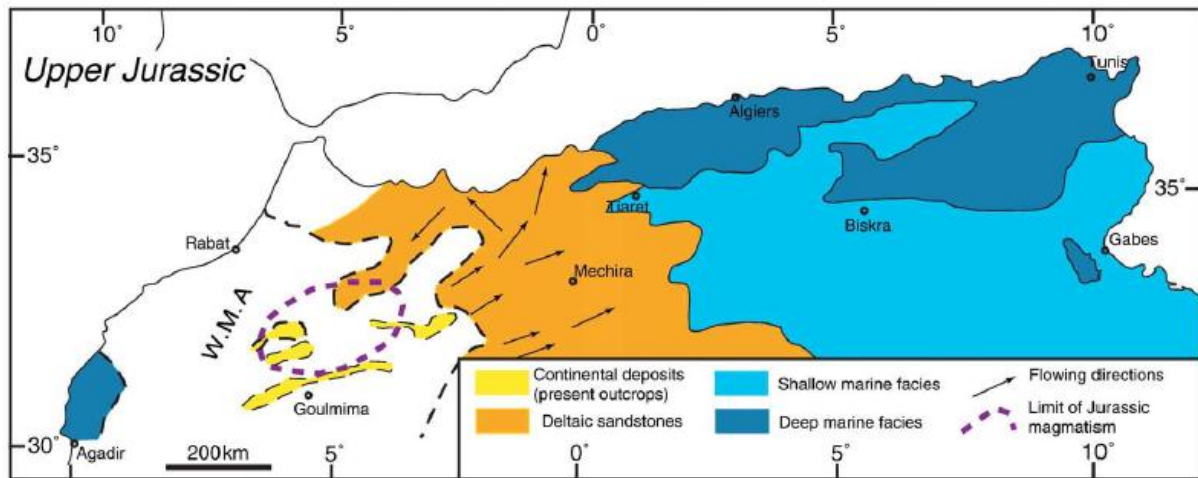 10° 5° 0° 5° 10°
Upper Jurassic
Tunis
Algiers
35°
35°
Tiaret
Biskra
Rabat
Gabes
Mechira
W.M.A
Goulmima
Continental deposits
(present outcrops)
Shallow marine facies
Flowing directions
Deltaic sandstones
Deep marine facies
Limit of Jurassic
magmatism
30°
Agadir
200km
30°
5° 0° 5° 10°